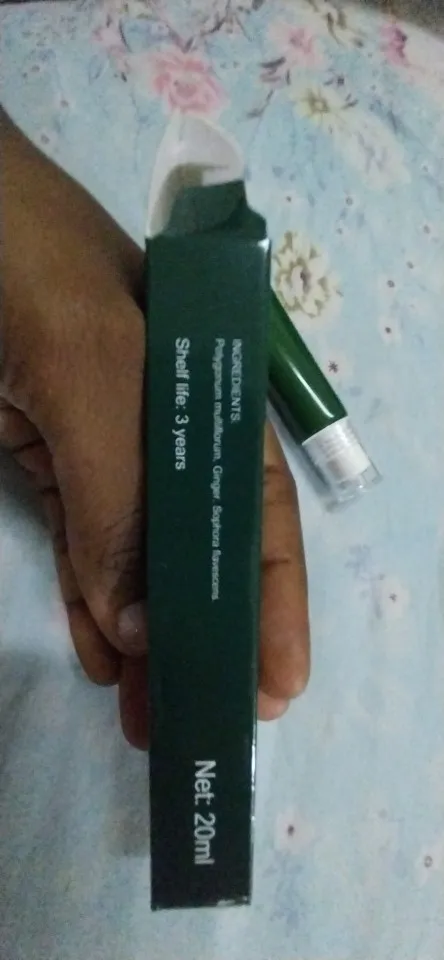 INGREDIENTS:
Polygonum multiflorum, Ginger, Sophora flavescens
Shelf life: 3 years
Net: 20ml